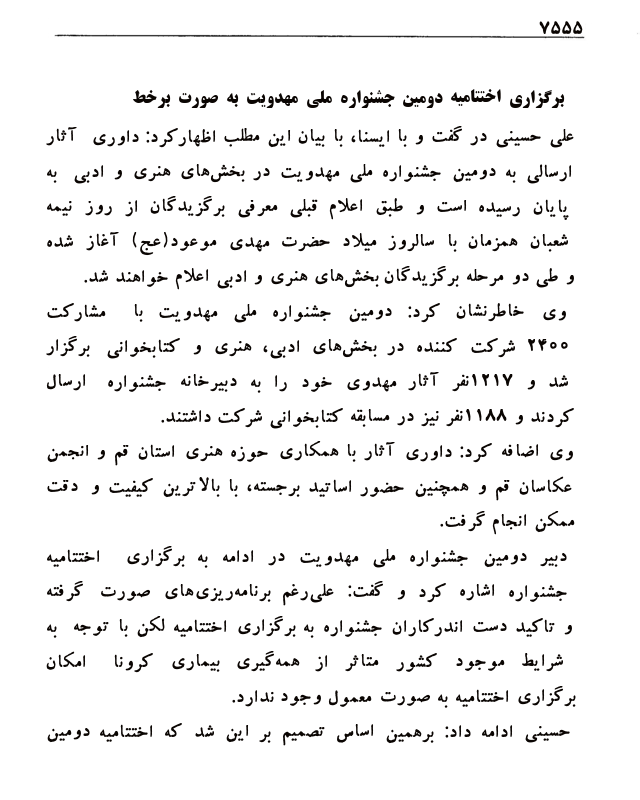 ۷۵۵۵
برگزاری اختتامیه دومین جشنواره ملی مهدویت به صورت برخط
علی حسینی در گفت و با ایسنا، با بیان این مطلب اظهارکرد: داوری آثار
ارسالی به دومین جشنواره ملی مهدویت در بخش‌های هنری و ادبی به
پایان رسیده است و طبق اعلام قبلی معرفی برگزیدگان از روز نیمه
شعبان همزمان با سالروز میلاد حضرت مهدی موعود(عج) آغاز شده
و طی دو مرحله برگزیدگان بخش‌های هنری و ادبی اعلام خواهند شد.
وی خاطرنشان کرد: دومین جشنواره ملی مهدویت با مشارکت
۲۴۰۰ شرکت کننده در بخش‌های ادبی، هنری و کتابخوانی برگزار
شد و ۱۲۱۷نفر آثار مهدوی خود را به دبیرخانه جشنواره ارسال
کردند و ۱۱۸۸نفر نیز در مسابقه کتابخوانی شرکت داشتند.
وی اضافه کرد: داوری آثار با همکاری حوزه هنری استان قم و انجمن
عکاسان قم و همچنین حضور اساتید برجسته، با بالاترین کیفیت و دقت
ممکن انجام گرفت.
دبیر دومین جشنواره ملی مهدویت در ادامه به برگزاری اختتامیه
جشنواره اشاره کرد و گفت: علی‌رغم برنامه‌ریزی‌های صورت گرفته
و تاکید دست اندرکاران جشنواره به برگزاری اختتامیه لکن با توجه به
شرایط موجود کشور متاثر از همه‌گیری بیماری کرونا امکان
برگزاری اختتامیه به صورت معمول وجود ندارد.
حسینی ادامه داد: برهمین اساس تصمیم بر این شد که اختتامیه دومین